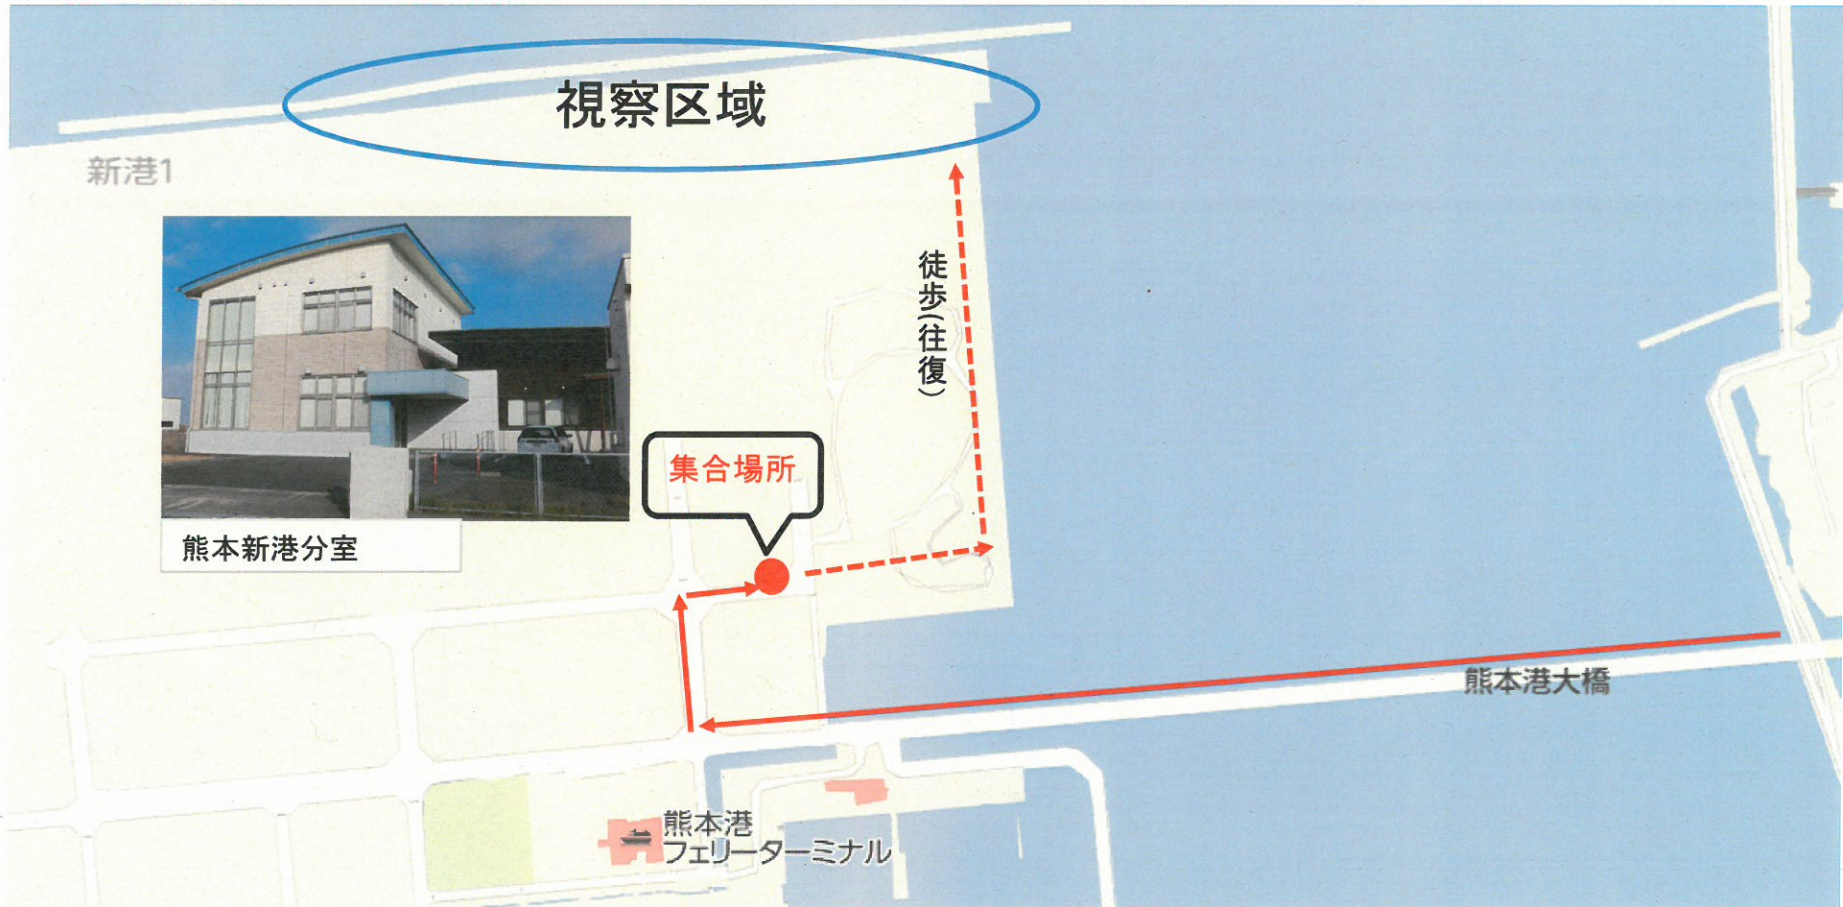 視察区域
新港1
徒歩(往復)
集合場所
熊本新港分室
熊本港大橋
熊本港
フェリーターミナル